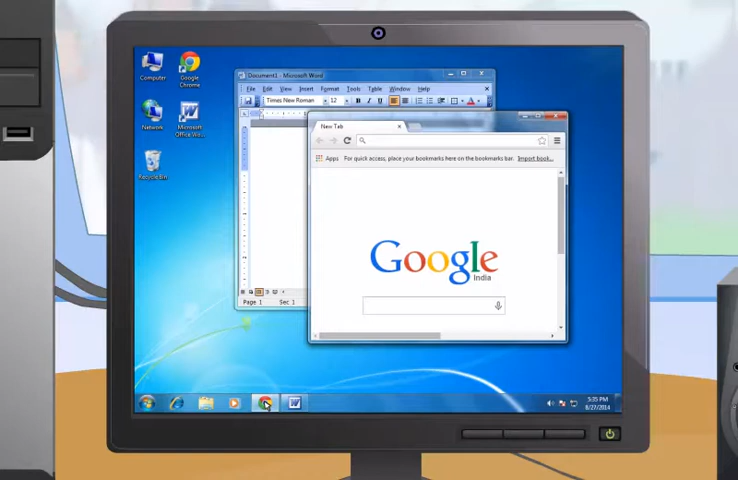 Computer
Google
Chrome
Network
Microsoft
Office Wo...
Recycle Bin
Document1 - Microsoft Word
File Edit View Insert Format Tools Table Window Help
Times New Roman 12 B I U A
New Tab
Apps For quick access, place your bookmarks here on the bookmarks bar. Import book...
Google
India
Page 1 Sec 1
5:35 PM
8/27/2014